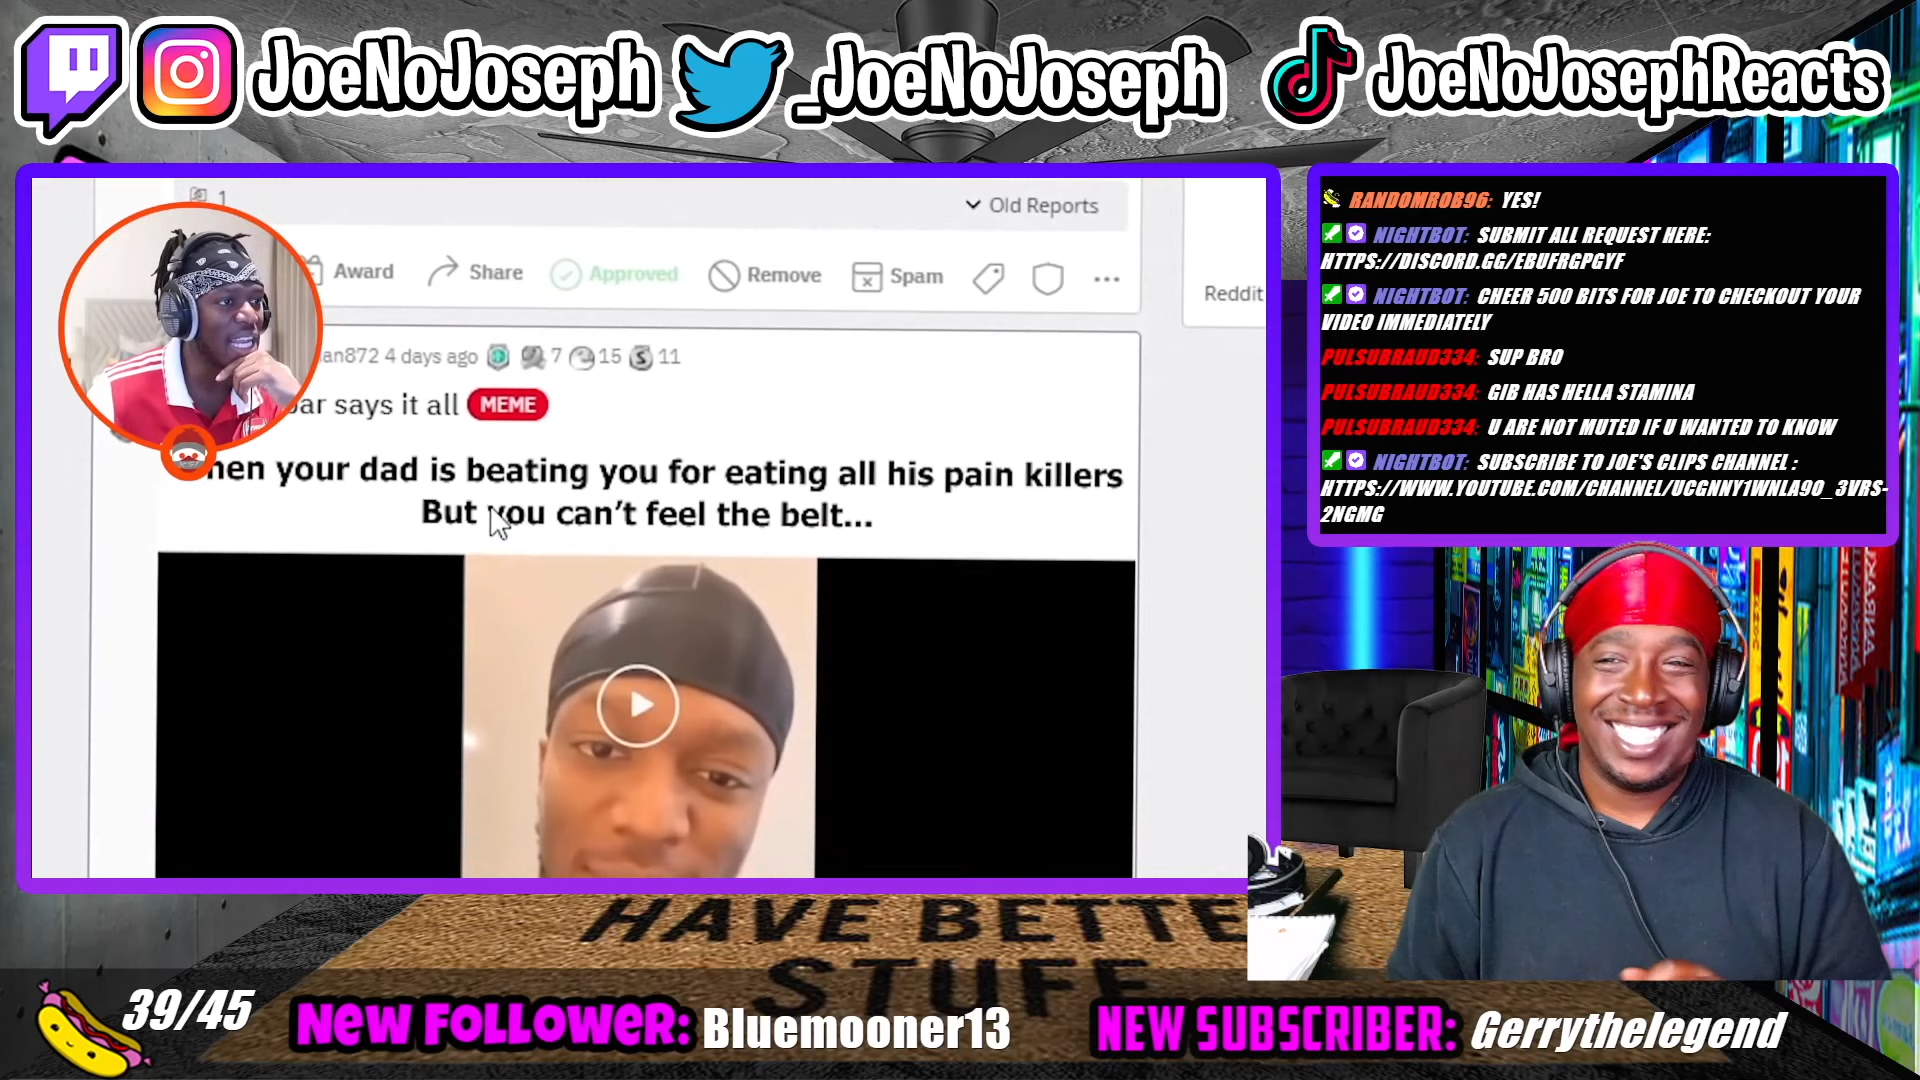 JoeNoJoseph
_JoeNoJoseph
JoeNoJosephReacts
1
Old Reports
Award
Share
Approved
Remove
Spam
Reddit
an872 4 days ago 7 15 11
ar says it all MEME
hen your dad is beating you for eating all his pain killers
But you can't feel the belt...
RANDOMROB96: YES!
NIGHTBOT: SUBMIT ALL REQUEST HERE:
HTTPS://DISCORD.GG/EBUFRGPGYF
NIGHTBOT: CHEER 500 BITS FOR JOE TO CHECKOUT YOUR
VIDEO IMMEDIATELY
PULSUBRAUD334: SUP BRO
PULSUBRAUD334: GIB HAS HELLA STAMINA
PULSUBRAUD334: U ARE NOT MUTED IF U WANTED TO KNOW
NIGHTBOT: SUBSCRIBE TO JOE'S CLIPS CHANNEL :
HTTPS://WWW.YOUTUBE.COM/CHANNEL/UCGNNY1WNLA9O_3VRS-
2NGMG
HAVE BETTE
STUFF
39/45
NEW FOLLOWER: Bluemooner13
NEW SUBSCRIBER: Gerrythelegend